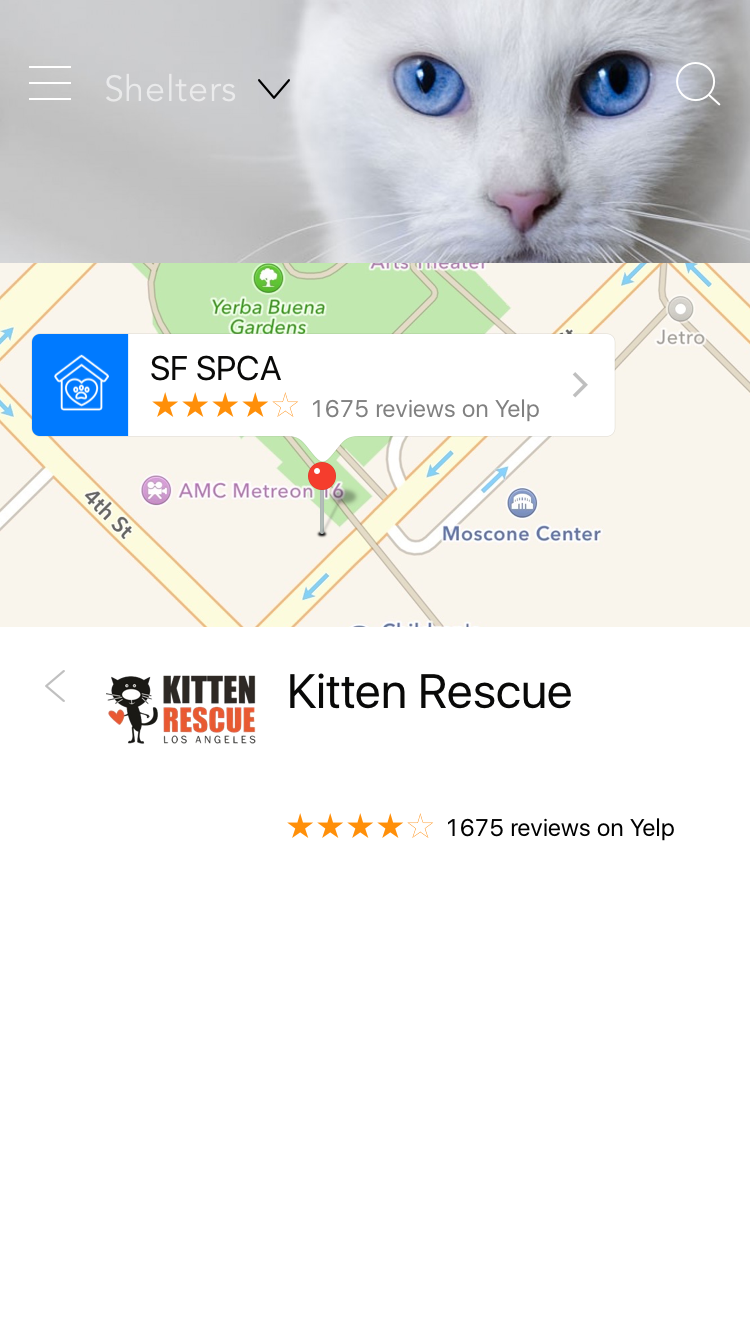 Shelters
Arts Theater
Yerba Buena
Gardens
Jetro
SF SPCA
★★★★☆ 1675 reviews on Yelp
AMC Metreon 16
4th St
Moscone Center
KITTEN
RESCUE
LOS ANGELES
Kitten Rescue
★★★★☆ 1675 reviews on Yelp